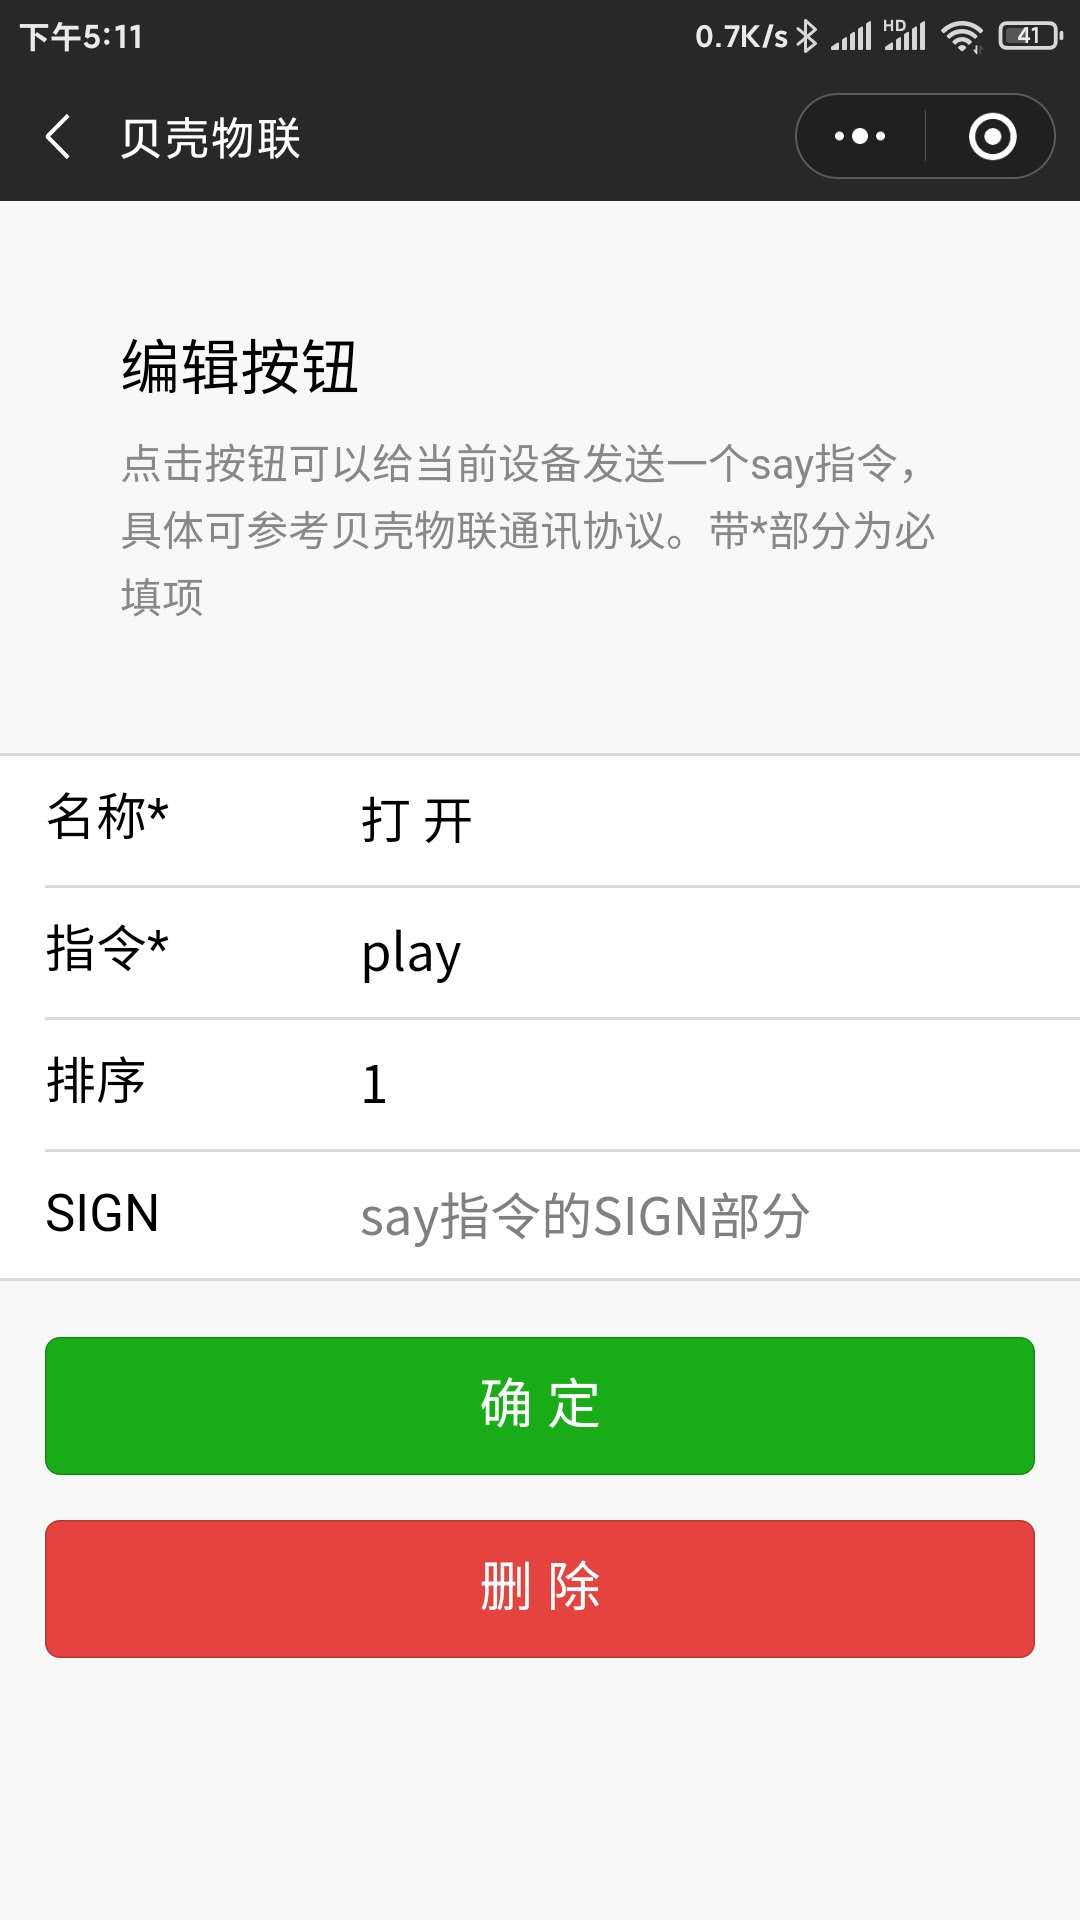 下午5:11
0.7K/s HD 41
贝壳物联
编辑按钮
点击按钮可以给当前设备发送一个say指令，
具体可参考贝壳物联通讯协议。带*部分为必
填项
名称* 打 开
指令* play
排序 1
SIGN say指令的SIGN部分
确 定
删 除